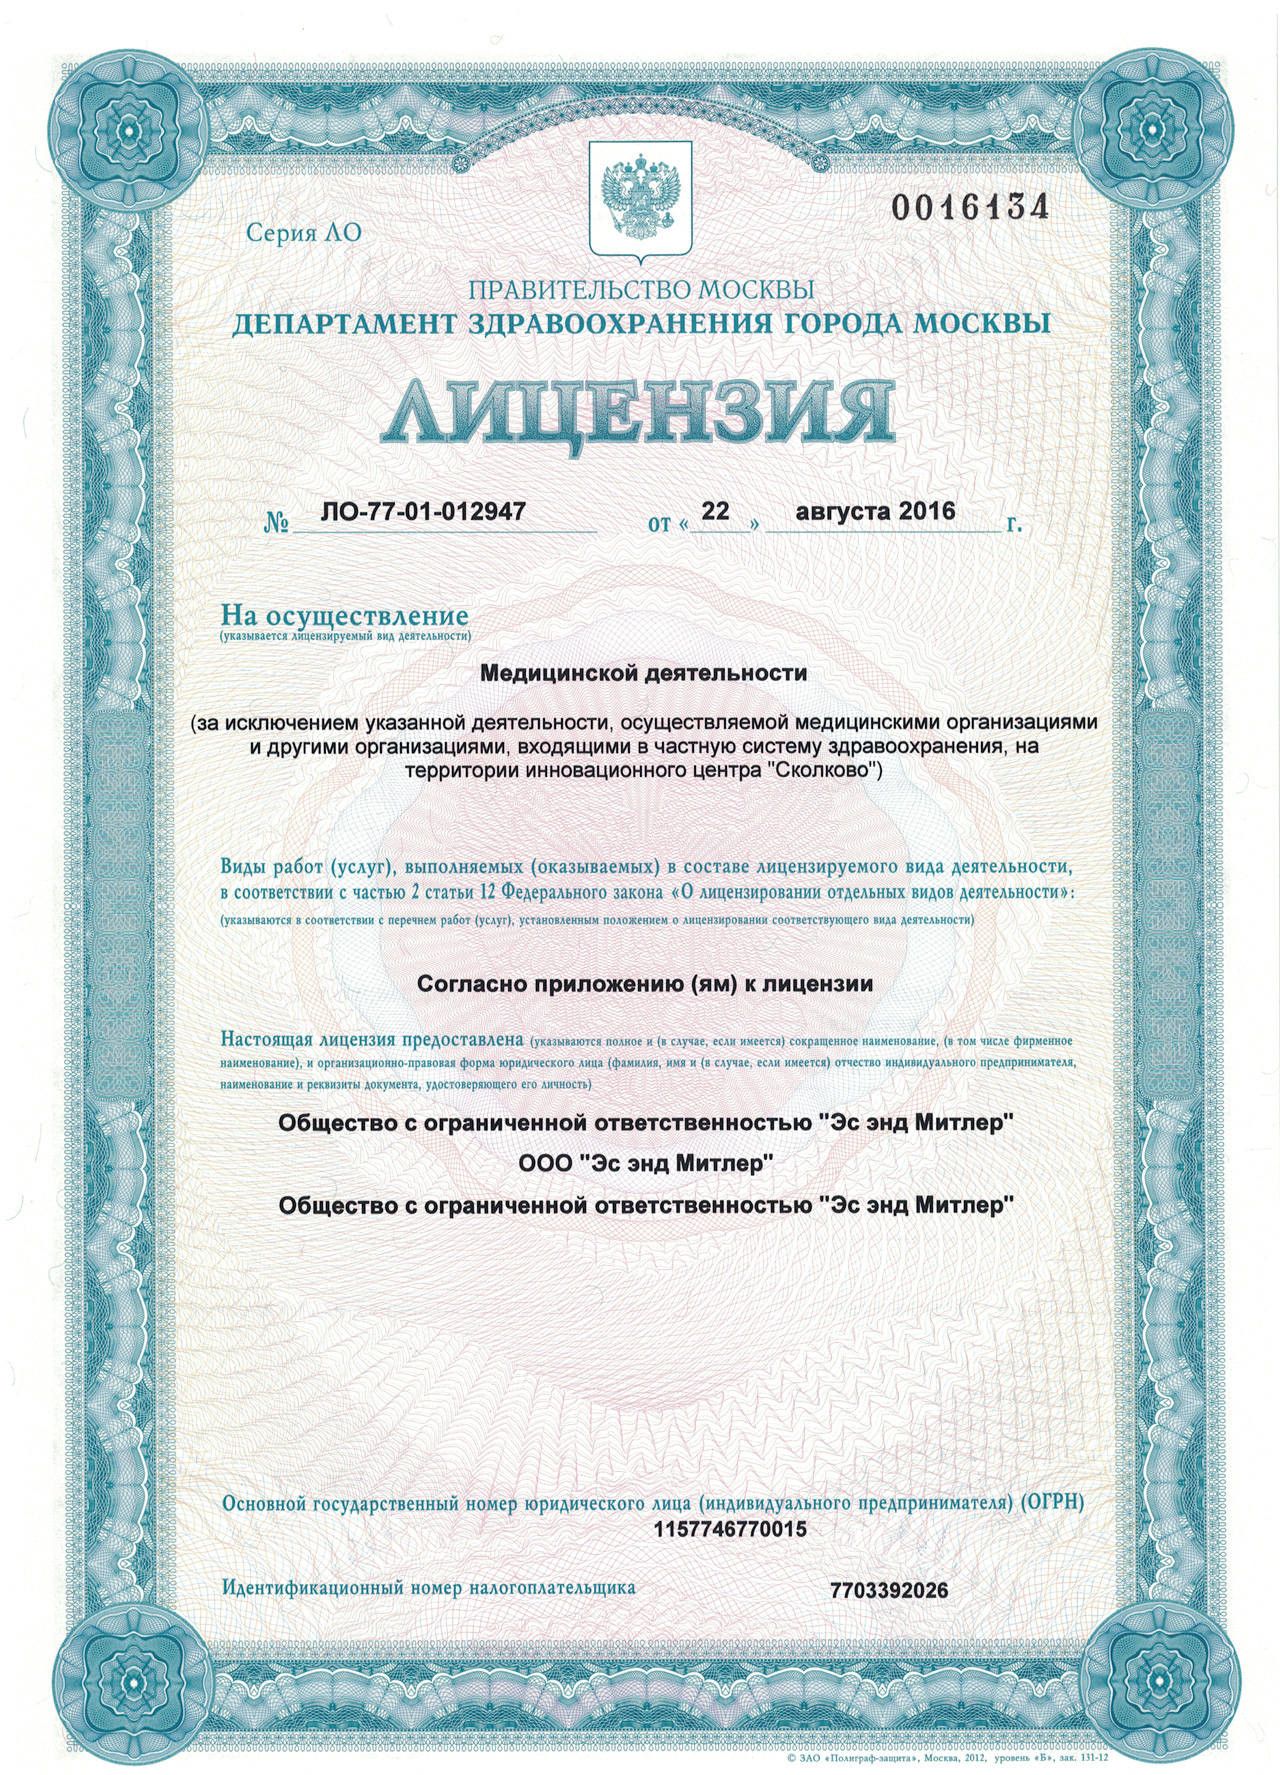 Серия ЛО
0016134
ПРАВИТЕЛЬСТВО МОСКВЫ
ДЕПАРТАМЕНТ ЗДРАВООХРАНЕНИЯ ГОРОДА МОСКВЫ
ЛИЦЕНЗИЯ
№ ЛО-77-01-012947 от « 22 » августа 2016 г.
На осуществление
(указывается лицензируемый вид деятельности)
Медицинской деятельности
(за исключением указанной деятельности, осуществляемой медицинскими организациями
и другими организациями, входящими в частную систему здравоохранения, на
территории инновационного центра "Сколково")
Виды работ (услуг), выполняемых (оказываемых) в составе лицензируемого вида деятельности,
в соответствии с частью 2 статьи 12 Федерального закона «О лицензировании отдельных видов деятельности»:
(указываются в соответствии с перечнем работ (услуг), установленным положением о лицензировании соответствующего вида деятельности)
Согласно приложению (ям) к лицензии
Настоящая лицензия предоставлена (указываются полное и (в случае, если имеется) сокращенное наименование, (в том числе фирменное
наименование), и организационно-правовая форма юридического лица (фамилия, имя и (в случае, если имеется) отчество индивидуального предпринимателя,
наименование и реквизиты документа, удостоверяющего его личность)
Общество с ограниченной ответственностью "Эс энд Митлер"
ООО "Эс энд Митлер"
Общество с ограниченной ответственностью "Эс энд Митлер"
Основной государственный номер юридического лица (индивидуального предпринимателя) (ОГРН)
1157746770015
Идентификационный номер налогоплательщика 7703392026
© ЗАО «Полиграф-защита», Москва, 2012, уровень «Б», зак. 131-12